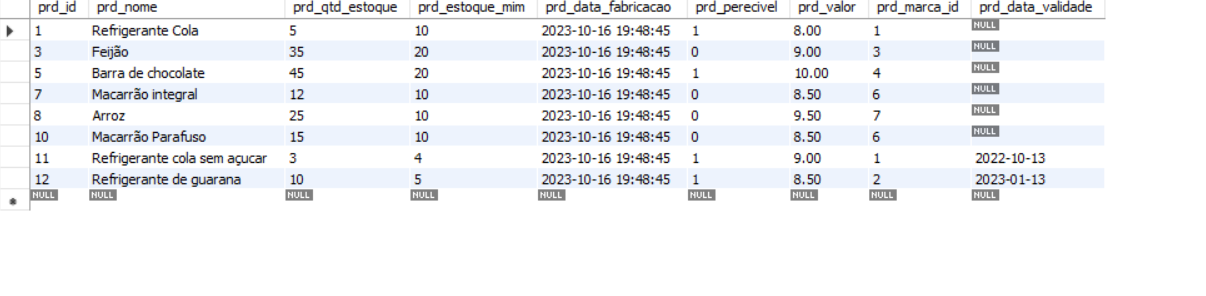 prd_id prd_nome prd_qtd_estoque prd_estoque_mim prd_data_fabricacao prd_perecivel prd_valor prd_marca_id prd_data_validade
1 Refrigerante Cola 5 10 2023-10-16 19:48:45 1 8.00 1 NULL
3 Feijão 35 20 2023-10-16 19:48:45 0 9.00 3 NULL
5 Barra de chocolate 45 20 2023-10-16 19:48:45 1 10.00 4 NULL
7 Macarrão integral 12 10 2023-10-16 19:48:45 0 8.50 6 NULL
8 Arroz 25 10 2023-10-16 19:48:45 0 9.50 7 NULL
10 Macarrão Parafuso 15 10 2023-10-16 19:48:45 0 8.50 6 NULL
11 Refrigerante cola sem açucar 3 4 2023-10-16 19:48:45 1 9.00 1 2022-10-13
12 Refrigerante de guarana 10 5 2023-10-16 19:48:45 1 8.50 2 2023-01-13
NULL NULL NULL NULL NULL NULL NULL NULL NULL